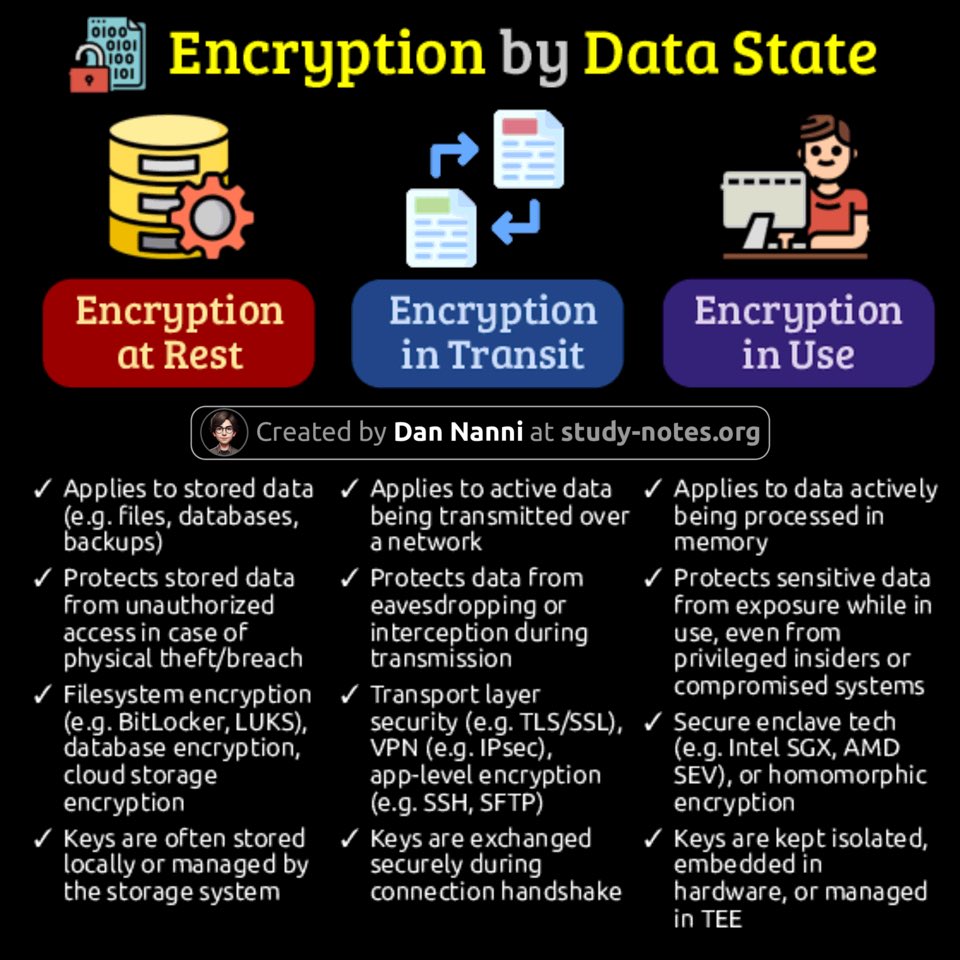 0100
0101
100
101
Encryption by Data State
Encryption
at Rest
Encryption
in Transit
Encryption
in Use
Created by Dan Nanni at study-notes.org
✓ Applies to stored data
(e.g. files, databases,
backups)
✓ Protects stored data
from unauthorized
access in case of
physical theft/breach
✓ Filesystem encryption
(e.g. BitLocker, LUKS),
database encryption,
cloud storage
encryption
✓ Keys are often stored
locally or managed by
the storage system
✓ Applies to active data
being transmitted over
a network
✓ Protects data from
eavesdropping or
interception during
transmission
✓ Transport layer
security (e.g. TLS/SSL),
VPN (e.g. IPsec),
app-level encryption
(e.g. SSH, SFTP)
✓ Keys are exchanged
securely during
connection handshake
✓ Applies to data actively
being processed in
memory
✓ Protects sensitive data
from exposure while in
use, even from
privileged insiders or
compromised systems
✓ Secure enclave tech
(e.g. Intel SGX, AMD
SEV), or homomorphic
encryption
✓ Keys are kept isolated,
embedded in
hardware, or managed
in TEE